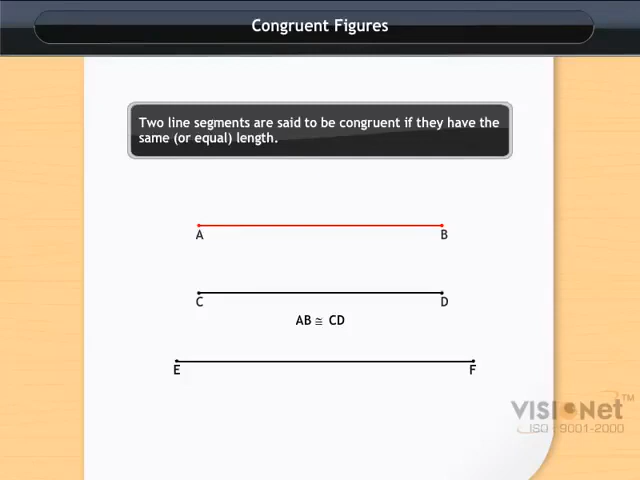 Congruent Figures
Two line segments are said to be congruent if they have the
same (or equal) length.
A B
C D
AB ≅ CD
E F
VISIONet™
ISO : 9001-2000